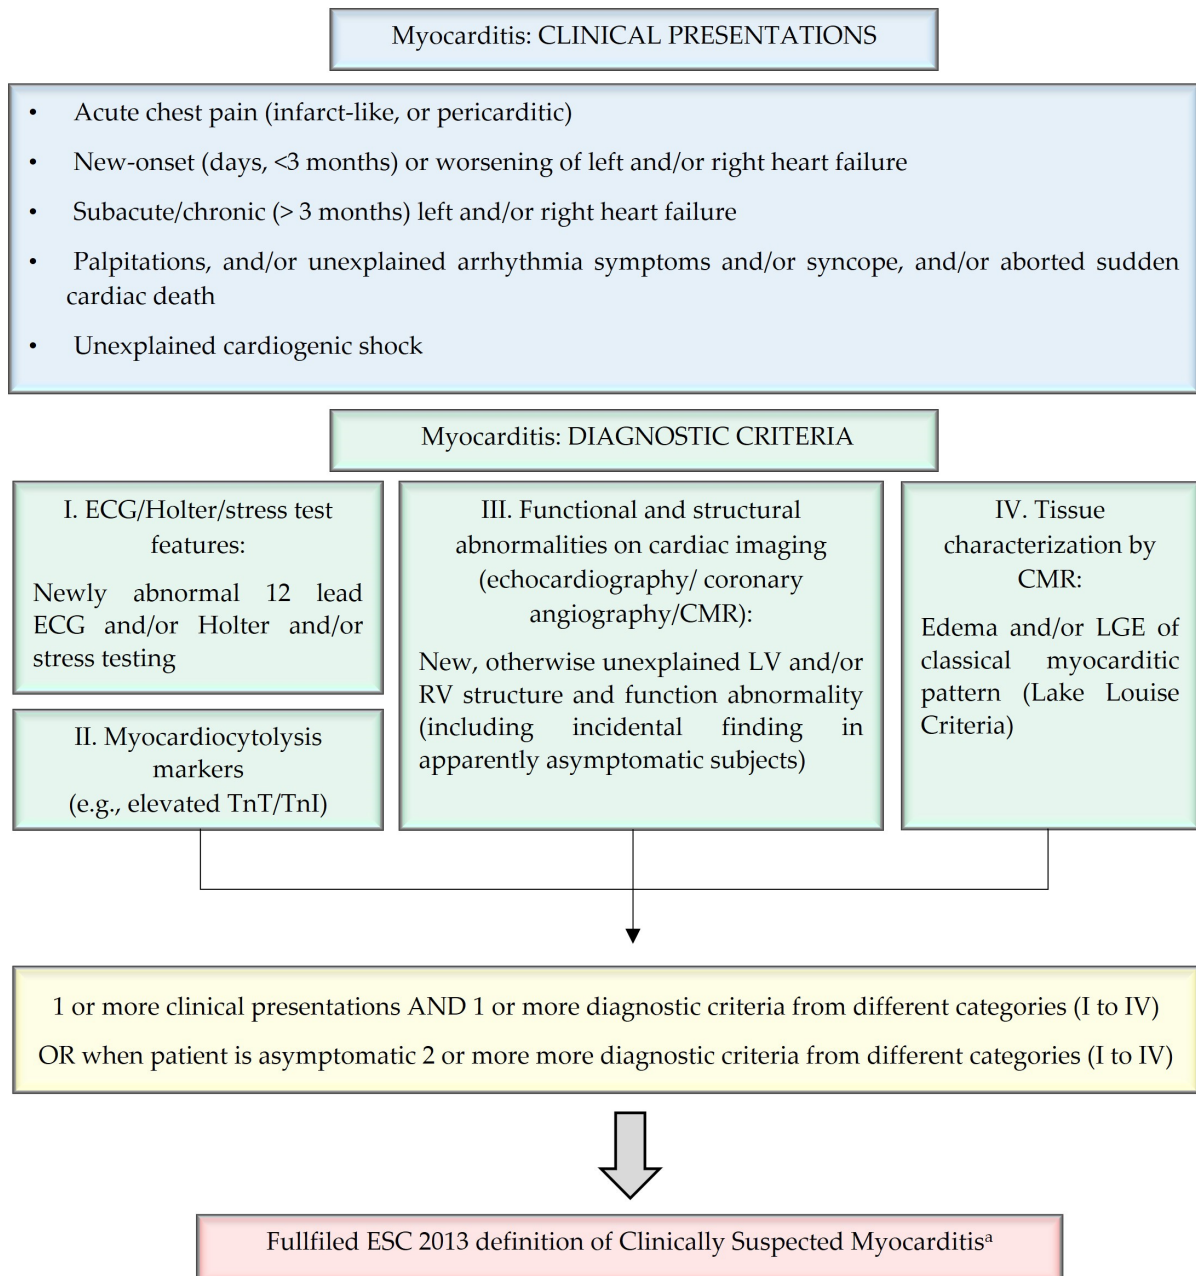 Myocarditis: CLINICAL PRESENTATIONS
• Acute chest pain (infarct-like, or pericarditic)
• New-onset (days, <3 months) or worsening of left and/or right heart failure
• Subacute/chronic (> 3 months) left and/or right heart failure
• Palpitations, and/or unexplained arrhythmia symptoms and/or syncope, and/or aborted sudden
cardiac death
• Unexplained cardiogenic shock
Myocarditis: DIAGNOSTIC CRITERIA
I. ECG/Holter/stress test
features:
Newly abnormal 12 lead
ECG and/or Holter and/or
stress testing
II. Myocardiocytolysis
markers
(e.g., elevated TnT/TnI)
III. Functional and structural
abnormalities on cardiac imaging
(echocardiography/ coronary
angiography/CMR):
New, otherwise unexplained LV and/or
RV structure and function abnormality
(including incidental finding in
apparently asymptomatic subjects)
IV. Tissue
characterization by
CMR:
Edema and/or LGE of
classical myocarditic
pattern (Lake Louise
Criteria)
1 or more clinical presentations AND 1 or more diagnostic criteria from different categories (I to IV)
OR when patient is asymptomatic 2 or more more diagnostic criteria from different categories (I to IV)
Fullfiled ESC 2013 definition of Clinically Suspected Myocarditisᵃ